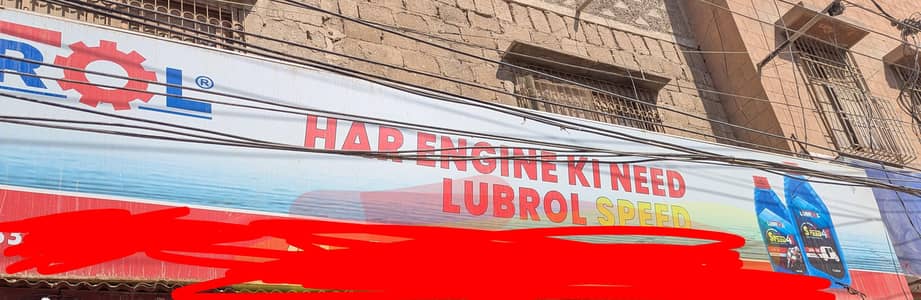 ROL®
HAR ENGINE KI NEED
LUBROL SPEED